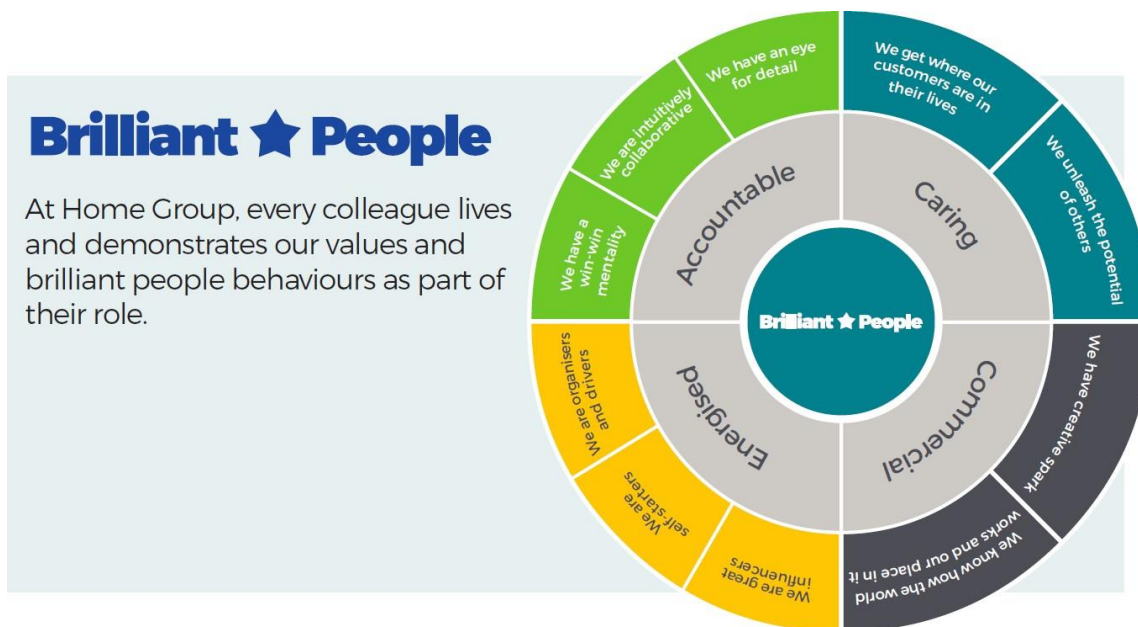 Brilliant ★ People
At Home Group, every colleague lives
and demonstrates our values and
brilliant people behaviours as part of
their role.
We have an eye
for detail
We are intuitively
collaborative
We have a
win-win
mentality
Accountable
We get where our
customers are in
their lives
We unleash the potential
of others
Caring
Brilliant ★ People
We have creative spark
We know how the world
works and our place in it
Commercial
We are great
influencers
We are
self-starters
We are organisers
and drivers
Energised